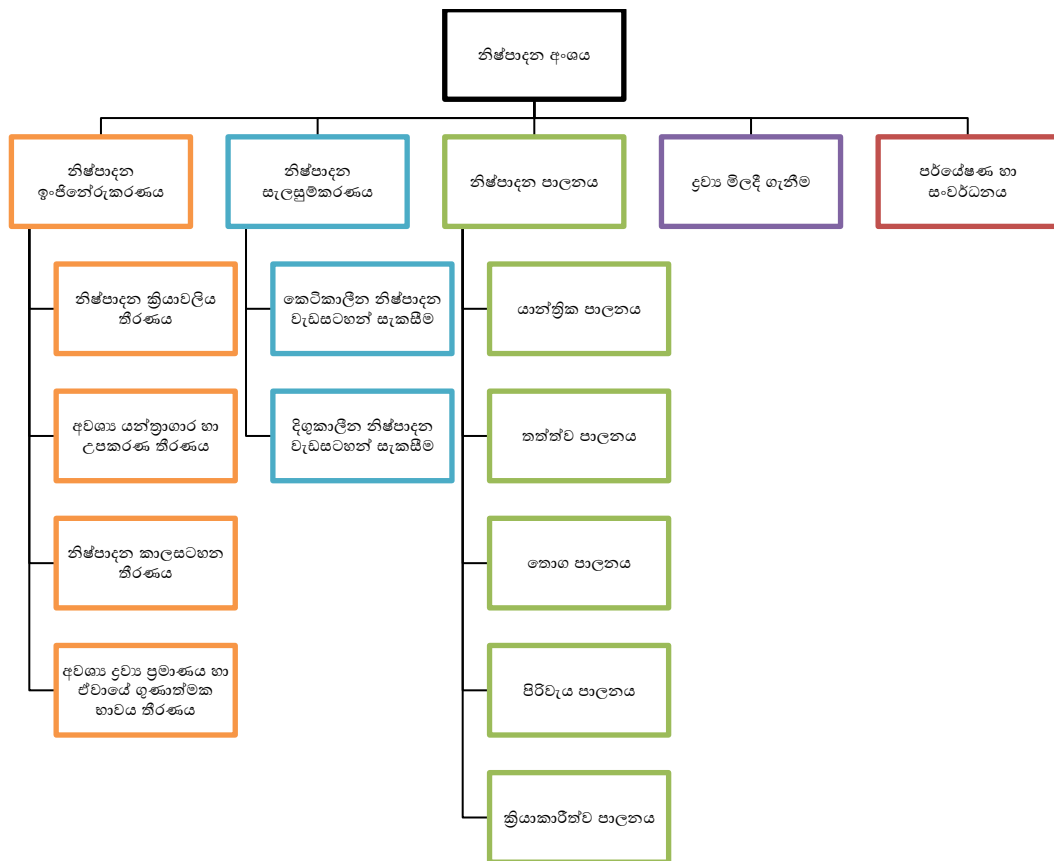 නිෂ්පාදන අංශය
නිෂ්පාදන
ඉංජිනේරුකරණය
නිෂ්පාදන
සැලසුම්කරණය
නිෂ්පාදන පාලනය
ද්‍රව්‍ය මිලදී ගැනීම
පර්යේෂණ හා
සංවර්ධනය
නිෂ්පාදන ක්‍රියාවලිය
තීරණය
අවශ්‍ය යන්ත්‍රාගාර හා
උපකරණ තීරණය
නිෂ්පාදන කාලසටහන
තීරණය
අවශ්‍ය ද්‍රව්‍ය ප්‍රමාණය හා
ඒවායේ ගුණාත්මක
භාවය තීරණය
කෙටිකාලීන නිෂ්පාදන
වැඩසටහන් සැකසීම
දිගුකාලීන නිෂ්පාදන
වැඩසටහන් සැකසීම
යාන්ත්‍රික පාලනය
තත්ත්ව පාලනය
තොග පාලනය
පිරිවැය පාලනය
ක්‍රියාකාරීත්ව පාලනය